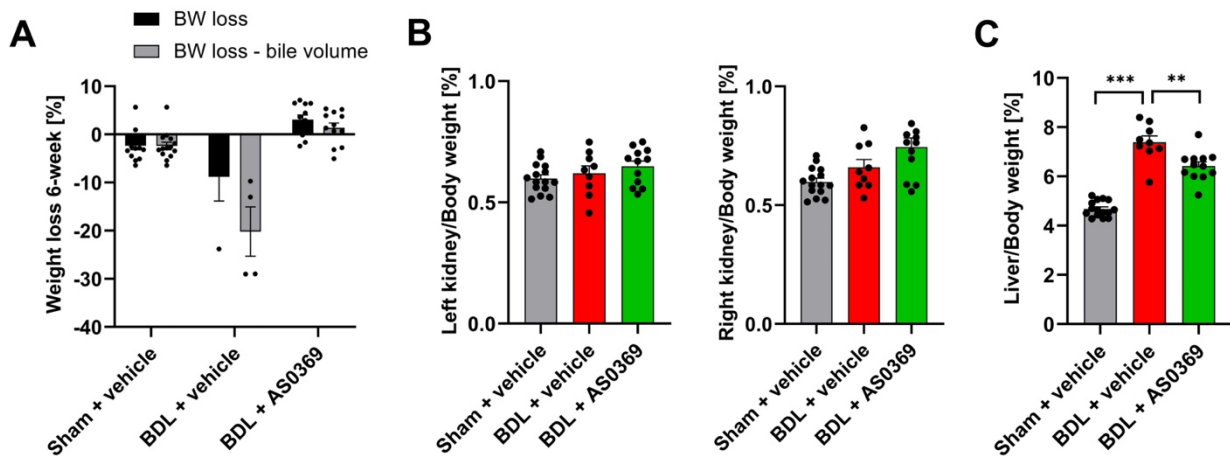 A
BW loss
BW loss - bile volume
Weight loss 6-week [%]
10
0
-10
-20
-30
-40
Sham + vehicle
BDL + vehicle
BDL + AS0369
B
Left kidney/Body weight [%]
1.0
0.5
0.0
Sham + vehicle
BDL + vehicle
BDL + AS0369
Right kidney/Body weight [%]
1.0
0.5
0.0
Sham + vehicle
BDL + vehicle
BDL + AS0369
C
Liver/Body weight [%]
10
8
6
4
2
0
***
**
Sham + vehicle
BDL + vehicle
BDL + AS0369